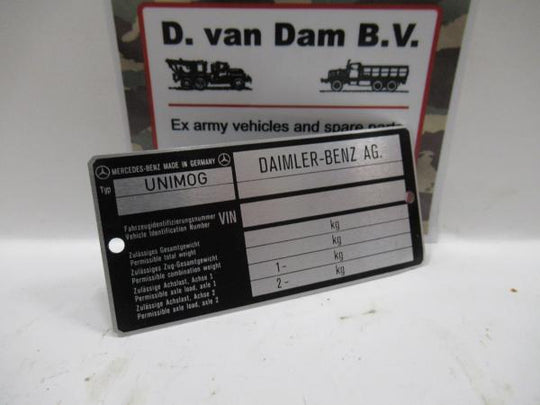 D. van Dam B.V.
Ex army vehicles and spare parts
MERCEDES-BENZ MADE IN GERMANY
Typ UNIMOG
DAIMLER-BENZ AG.
Fahrzeugidentifizierungsnummer
Vehicle Identification Number
VIN
Zulässiges Gesamtgewicht
Permissible total weight
kg
Zulässiges Zug-Gesamtgewicht
Permissible combination weight
kg
Zulässige Achslast, Achse 1
Permissible axle load, axle 1
1- kg
Zulässige Achslast, Achse 2
Permissible axle load, axle 2
2- kg